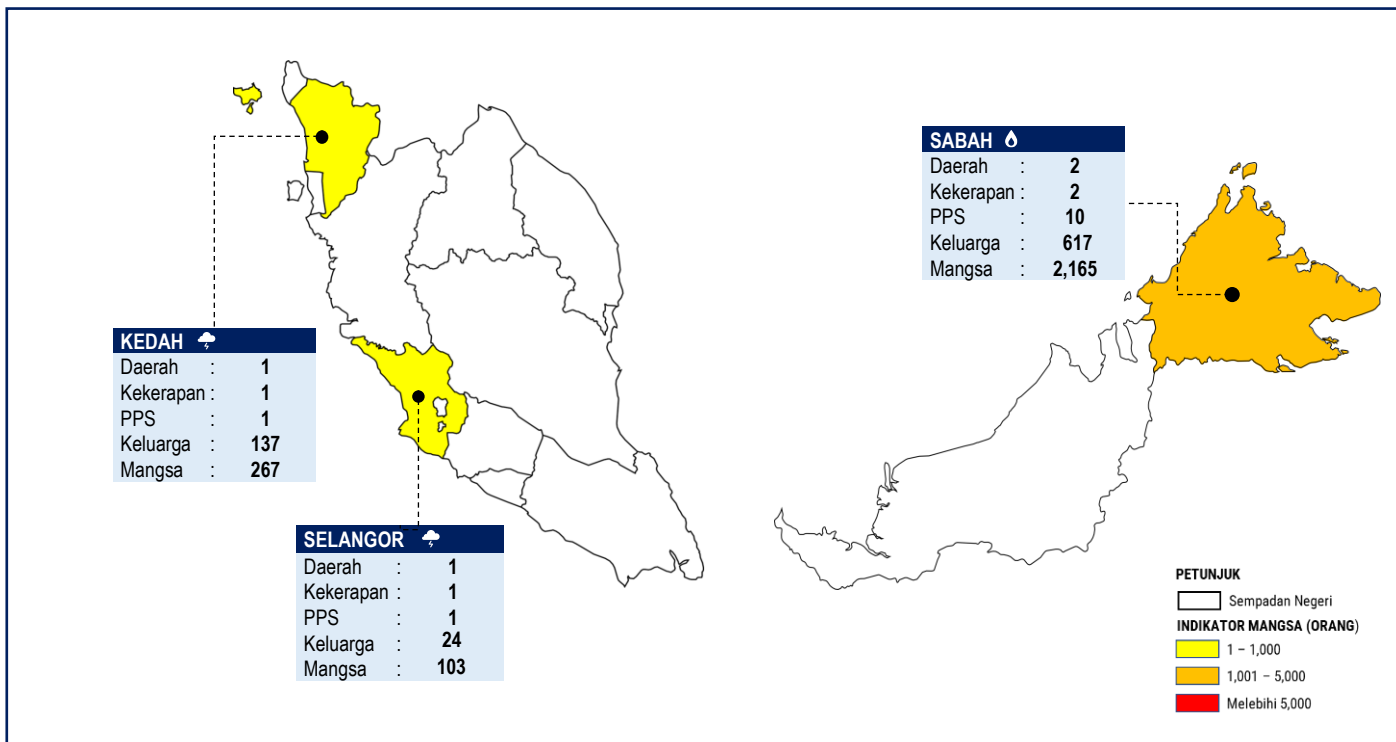 SABAH
Daerah : 2
Kekerapan : 2
PPS : 10
Keluarga : 617
Mangsa : 2,165
KEDAH
Daerah : 1
Kekerapan : 1
PPS : 1
Keluarga : 137
Mangsa : 267
SELANGOR
Daerah : 1
Kekerapan : 1
PPS : 1
Keluarga : 24
Mangsa : 103
PETUNJUK
Sempadan Negeri
INDIKATOR MANGSA (ORANG)
1 – 1,000
1,001 – 5,000
Melebihi 5,000